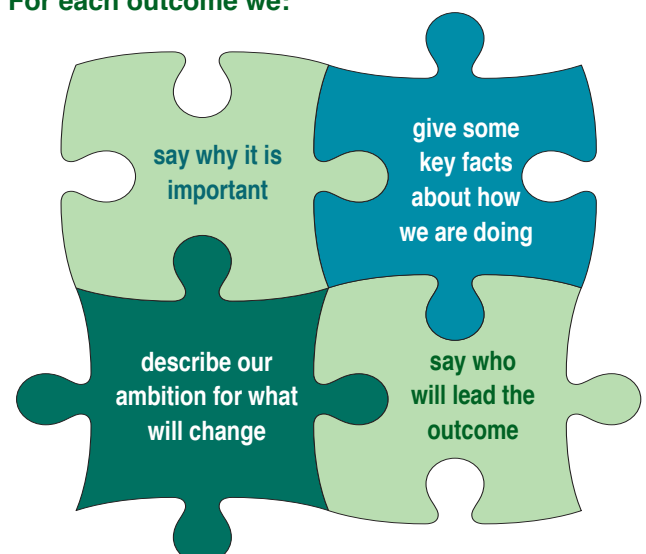 For each outcome we:
say why it is
important
give some
key facts
about how
we are doing
describe our
ambition for what
will change
say who
will lead the
outcome